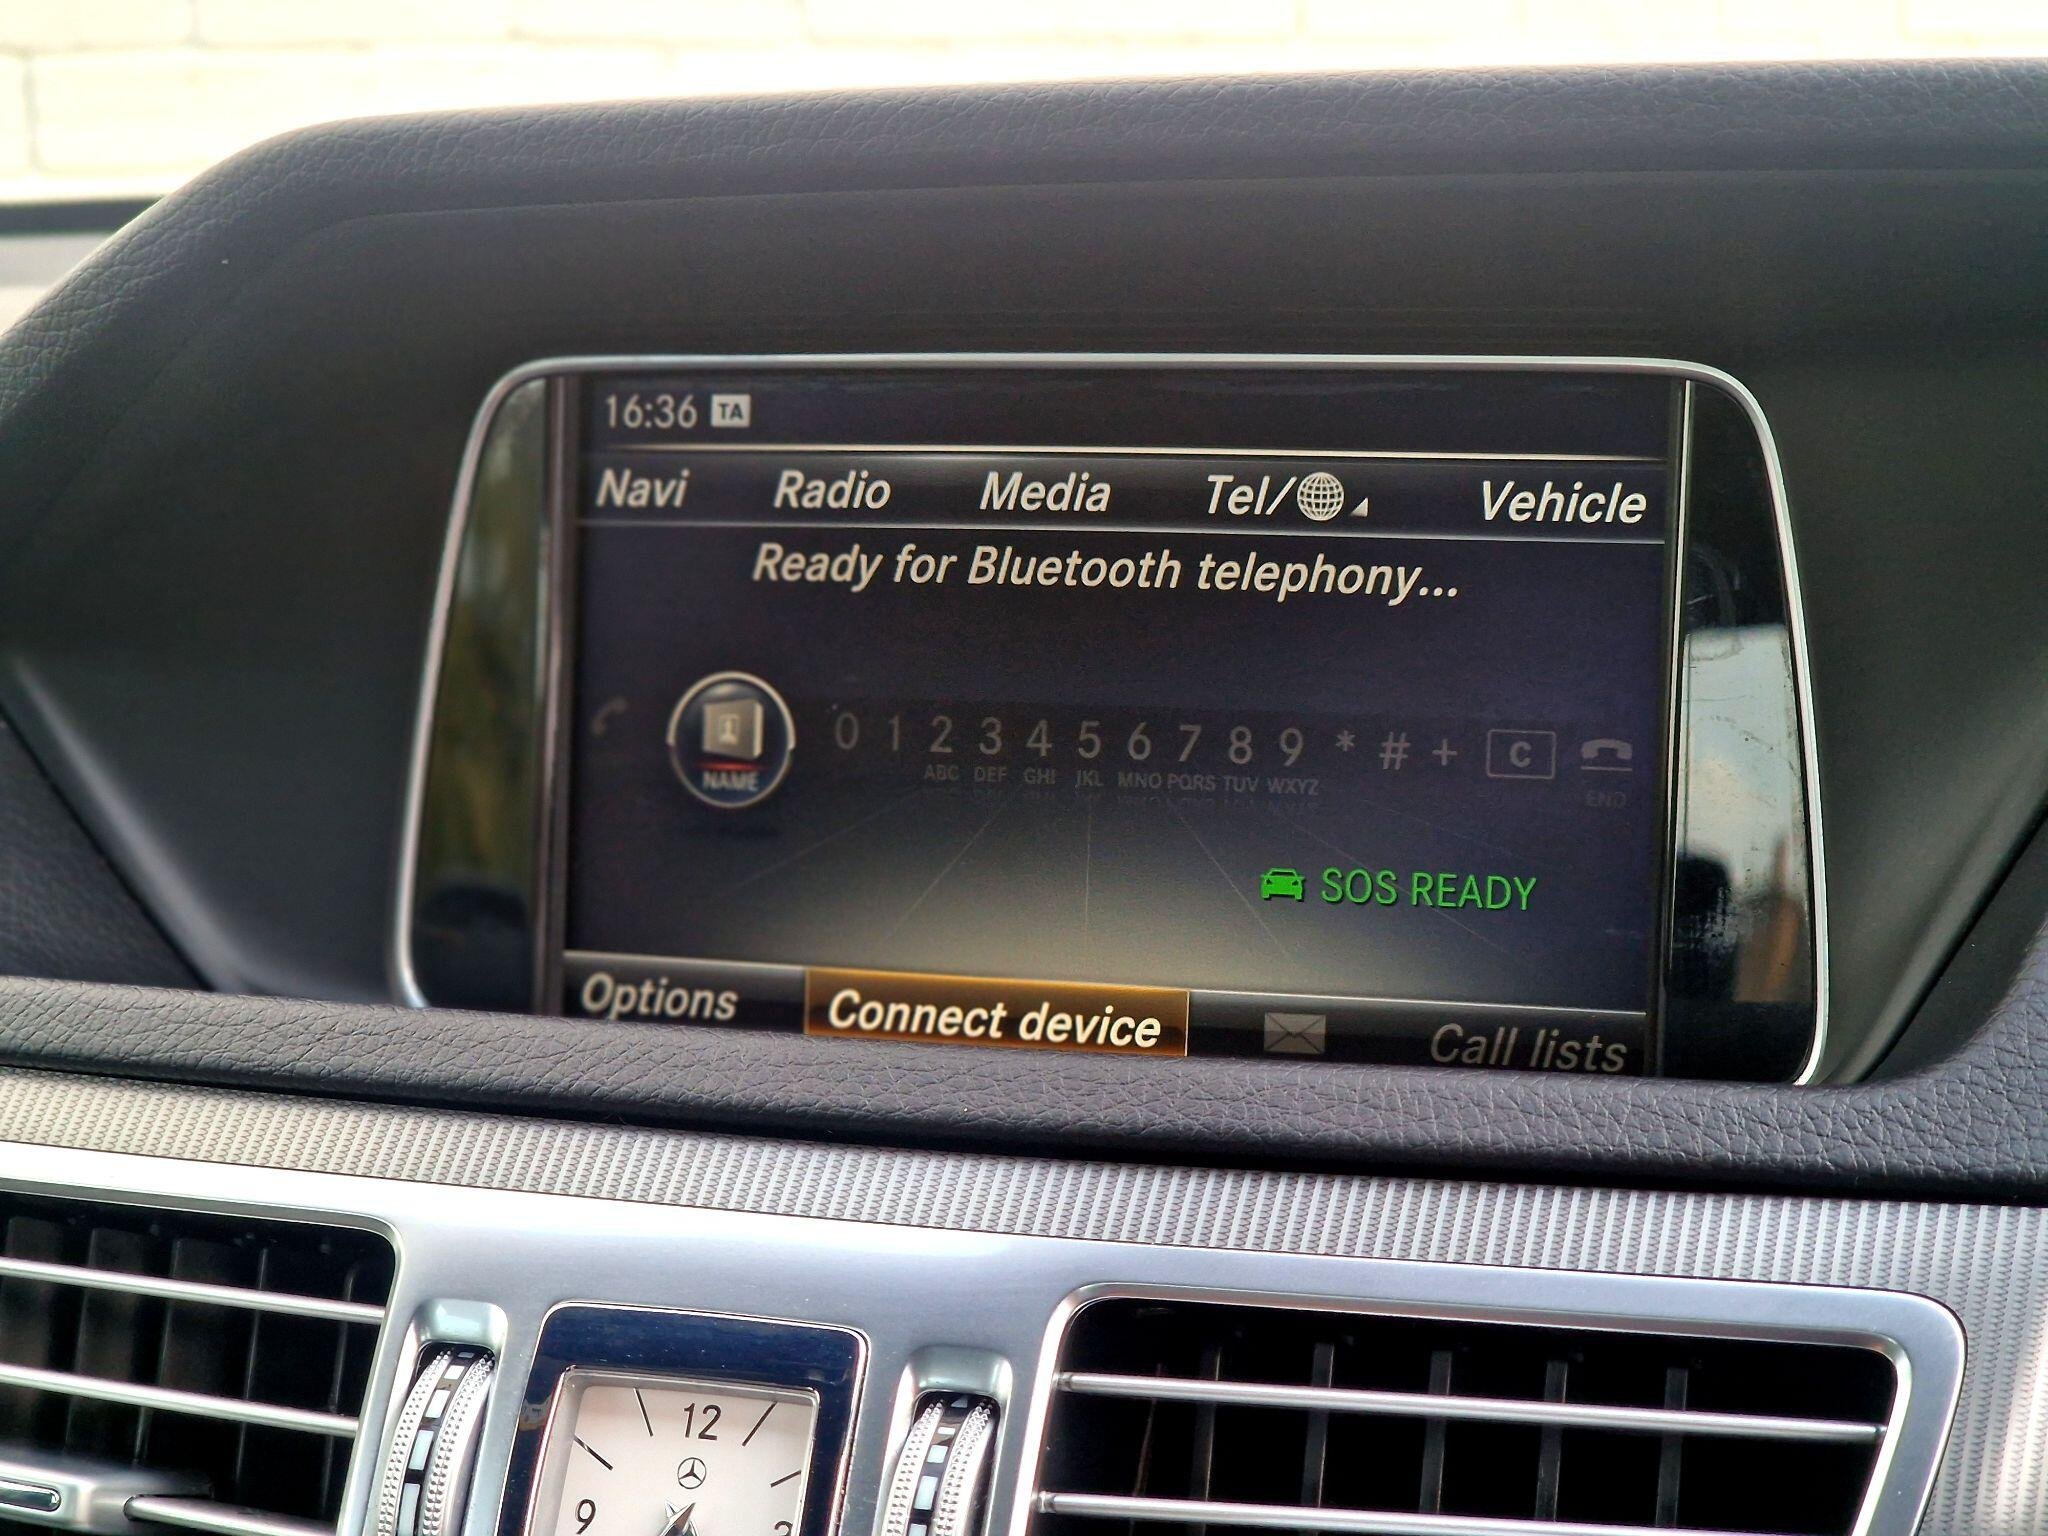 16:36 TA
Navi Radio Media Tel/ Vehicle
Ready for Bluetooth telephony...
NAME
0 1 2 3 4 5 6 7 8 9 * # + C
ABC DEF GHI JKL MNO PQRS TUV WXYZ
END
SOS READY
Options Connect device Call lists
12
9